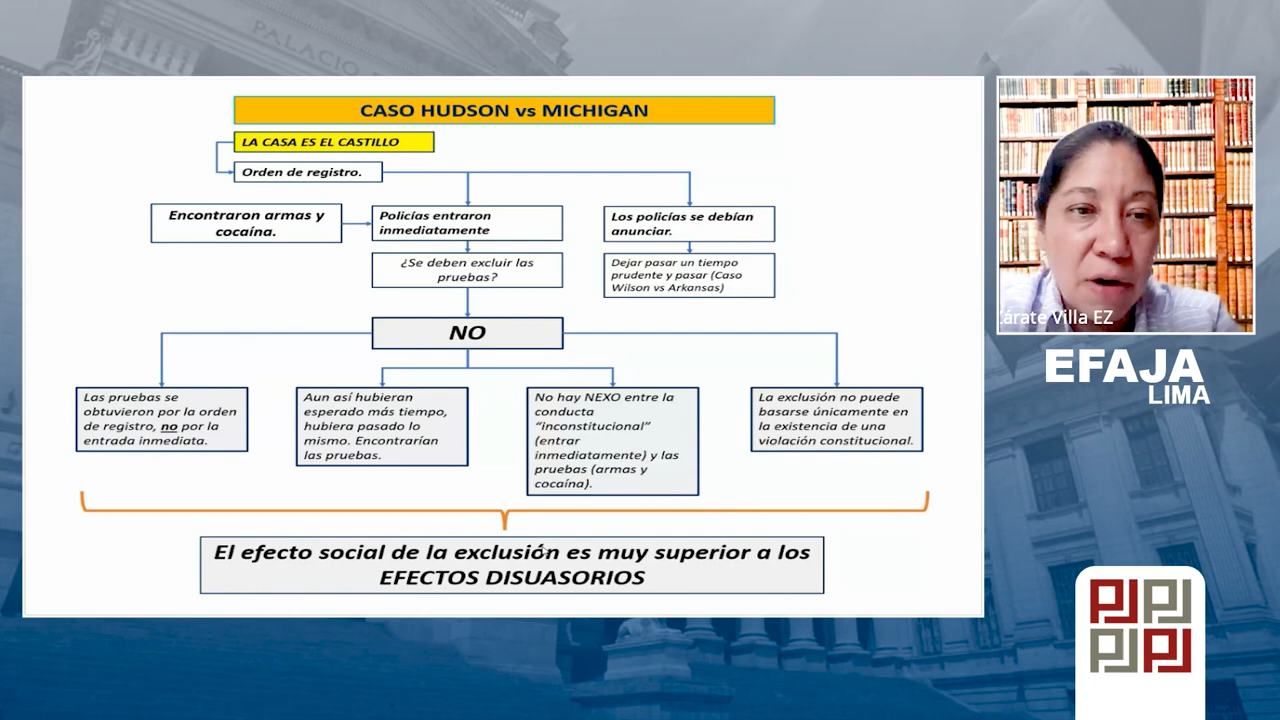 PALACIO
CASO HUDSON vs MICHIGAN
LA CASA ES EL CASTILLO
Orden de registro.
Encontraron armas y
cocaína.
Policías entraron
inmediatamente
Los policías se debían
anunciar.
¿Se deben excluir las
pruebas?
Dejar pasar un tiempo
prudente y pasar (Caso
Wilson vs Arkansas)
NO
Las pruebas se
obtuvieron por la orden
de registro, no por la
entrada inmediata.
Aun así hubieran
esperado más tiempo,
hubiera pasado lo
mismo. Encontrarían
las pruebas.
No hay NEXO entre la
conducta
“inconstitucional”
(entrar
inmediatamente) y las
pruebas (armas y
cocaína).
La exclusión no puede
basarse únicamente en
la existencia de una
violación constitucional.
El efecto social de la exclusión es muy superior a los
EFECTOS DISUASORIOS
Villa EZ
EFAJA
LIMA
PJ PJ
PJ PJ